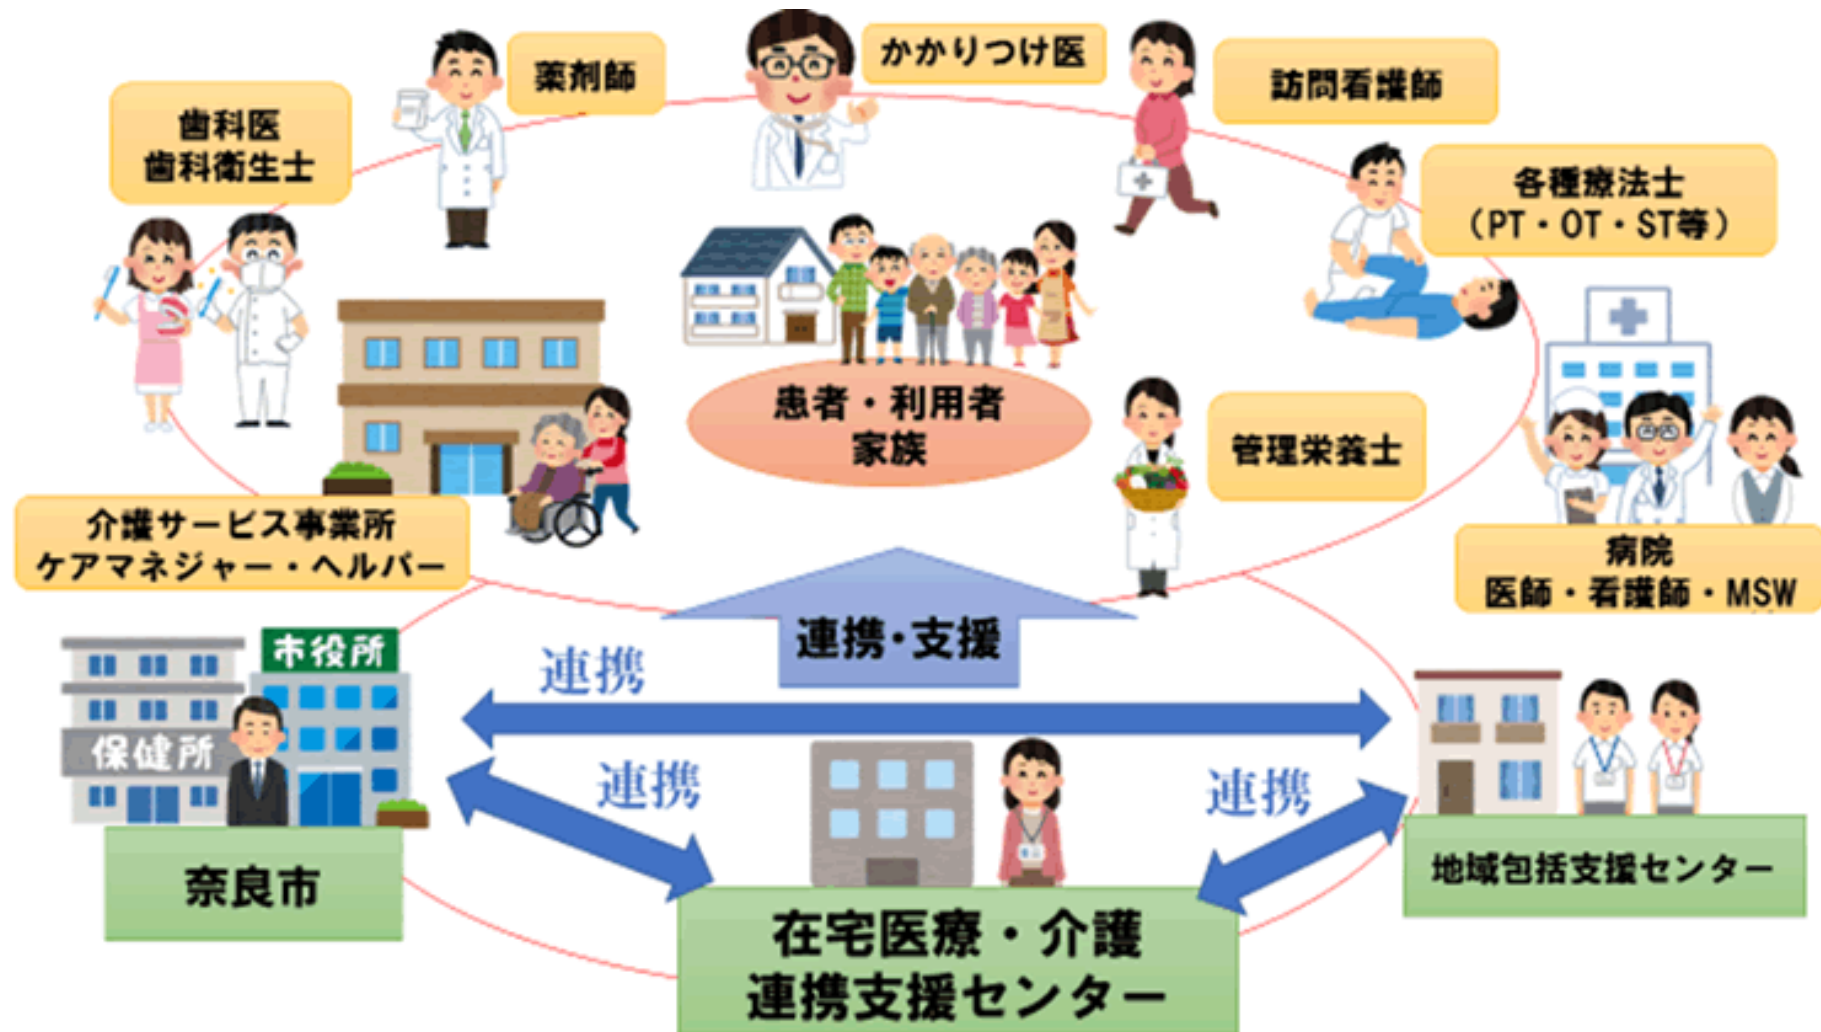 かかりつけ医
薬剤師
訪問看護師
歯科医
歯科衛生士
各種療法士
（PT・OT・ST等）
患者・利用者
家族
管理栄養士
介護サービス事業所
ケアマネジャー・ヘルパー
病院
医師・看護師・MSW
連携・支援
市役所
保健所
連携
連携
連携
奈良市
地域包括支援センター
在宅医療・介護
連携支援センター